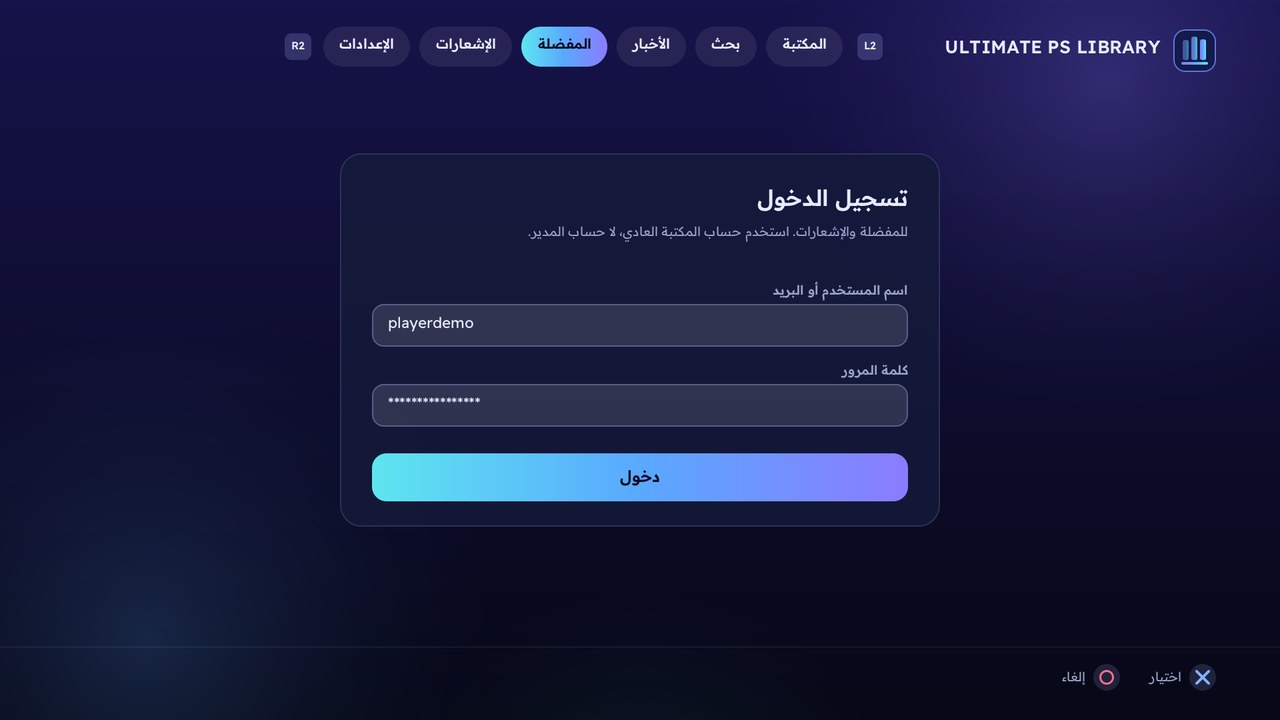 ULTIMATE PS LIBRARY
L2 المكتبة بحث الأخبار المفضلة الإشعارات الإعدادات R2
تسجيل الدخول
للمفضلة والإشعارات. استخدم حساب المكتبة العادي، لا حساب المدير.
اسم المستخدم أو البريد
playerdemo
كلمة المرور
****************
دخول
اختيار إلغاء